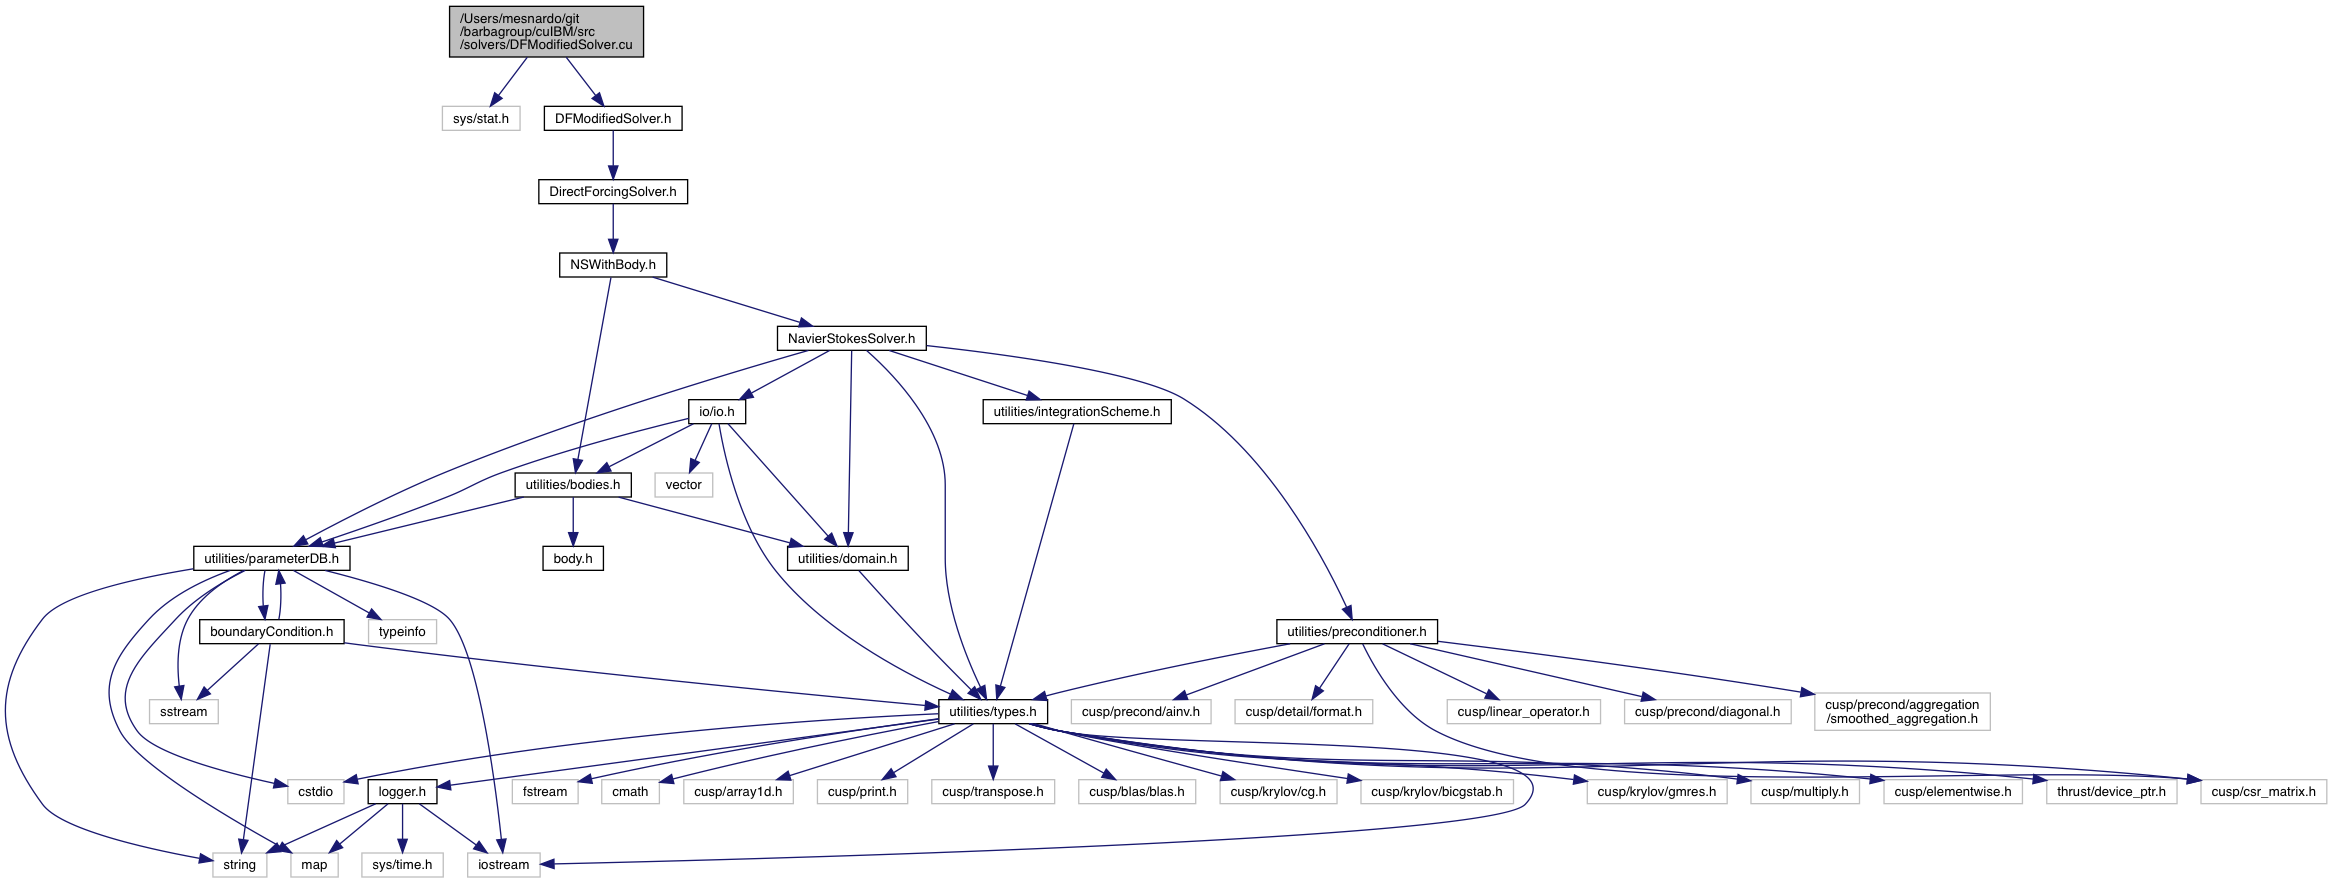 /Users/mesnardo/git
/barbagroup/cuIBM/src
/solvers/DFModifiedSolver.cu
sys/stat.h
DFModifiedSolver.h
DirectForcingSolver.h
NSWithBody.h
NavierStokesSolver.h
io/io.h
utilities/integrationScheme.h
utilities/bodies.h
vector
utilities/parameterDB.h
body.h
utilities/domain.h
boundaryCondition.h
typeinfo
utilities/preconditioner.h
sstream
utilities/types.h
cusp/precond/ainv.h
cusp/detail/format.h
cusp/linear_operator.h
cusp/precond/diagonal.h
cusp/precond/aggregation
/smoothed_aggregation.h
cstdio
logger.h
fstream
cmath
cusp/array1d.h
cusp/print.h
cusp/transpose.h
cusp/blas/blas.h
cusp/krylov/cg.h
cusp/krylov/bicgstab.h
cusp/krylov/gmres.h
cusp/multiply.h
cusp/elementwise.h
thrust/device_ptr.h
cusp/csr_matrix.h
string
map
sys/time.h
iostream